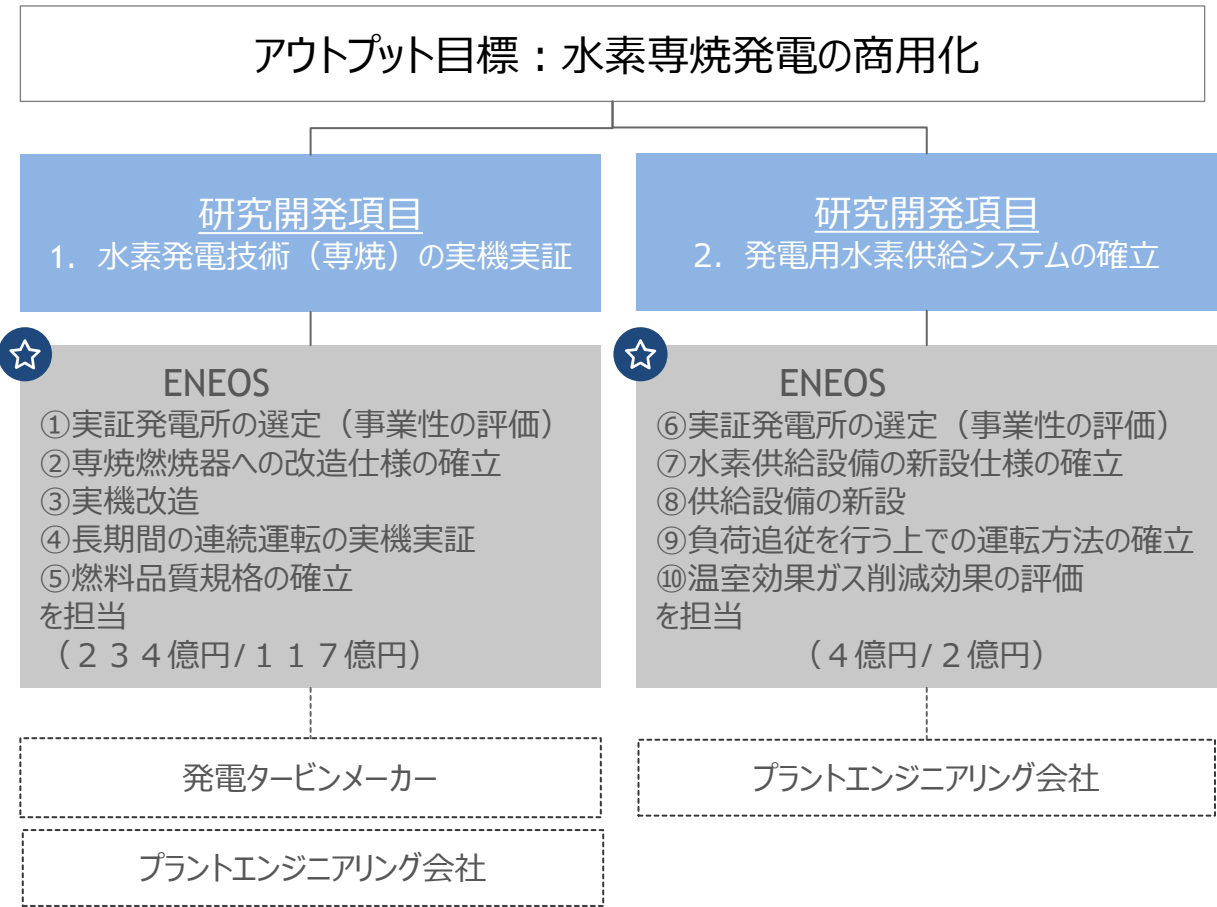 アウトプット目標：水素専焼発電の商用化
研究開発項目
1．水素発電技術（専焼）の実機実証
ENEOS
①実証発電所の選定（事業性の評価）
②専焼燃焼器への改造仕様の確立
③実機改造
④長期間の連続運転の実機実証
⑤燃料品質規格の確立
を担当
（２３４億円/１１７億円）
発電タービンメーカー
プラントエンジニアリング会社
研究開発項目
２．発電用水素供給システムの確立
ENEOS
⑥実証発電所の選定（事業性の評価）
⑦水素供給設備の新設仕様の確立
⑧供給設備の新設
⑨負荷追従を行う上での運転方法の確立
⑩温室効果ガス削減効果の評価
を担当
（４億円/２億円）
プラントエンジニアリング会社